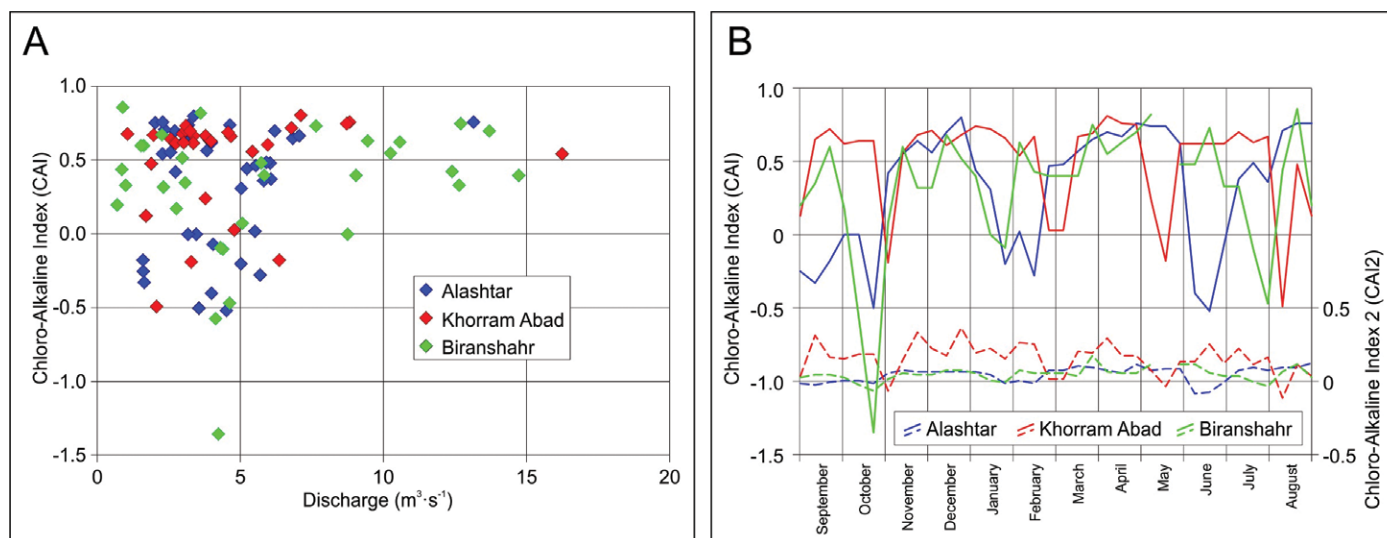 A
1.0
0.5
0.0
-0.5
-1.0
-1.5
Chloro-Alkaline Index (CAI)
0
5
10
15
20
Discharge (m³·s⁻¹)
Alashtar
Khorram Abad
Biranshahr
B
1.0
0.5
0
-0.5
-1.0
-1.5
Chloro-Alkaline Index (CAI)
0.5
0
-0.5
Chloro-Alkaline Index 2 (CAI2)
Alashtar
Khorram Abad
Biranshahr
September
October
November
December
January
February
March
April
May
June
July
August